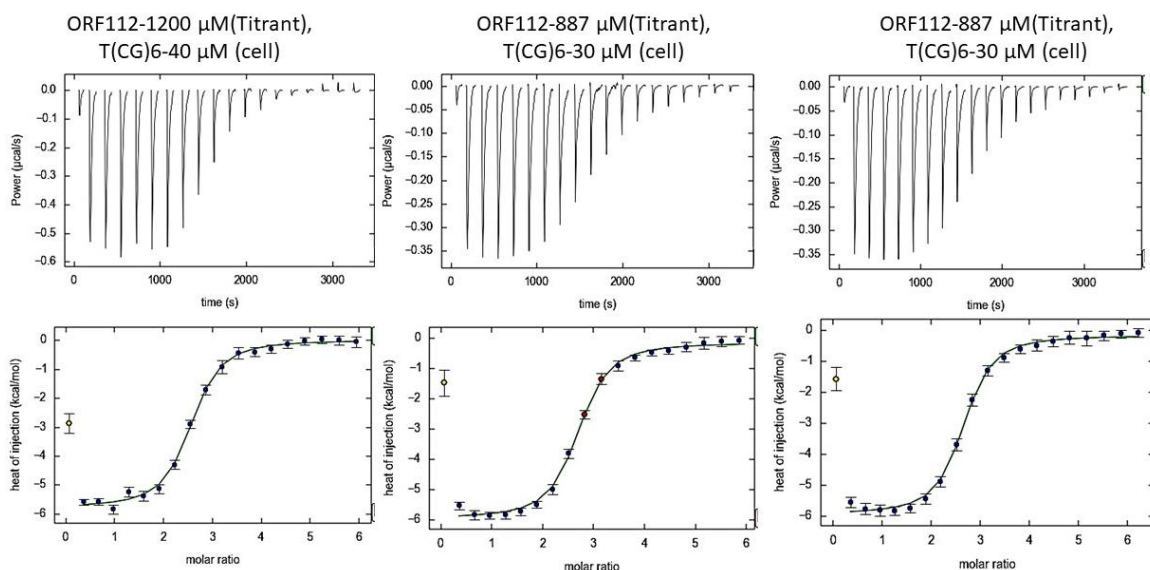 ORF112-1200 µM(Titrant),
T(CG)6-40 µM (cell)
ORF112-887 µM(Titrant),
T(CG)6-30 µM (cell)
ORF112-887 µM(Titrant),
T(CG)6-30 µM (cell)
Power (µcal/s)
0.0
−0.1
−0.2
−0.3
−0.4
−0.5
−0.6
0 1000 2000 3000
time (s)
Power (µcal/s)
0.00
−0.05
−0.10
−0.15
−0.20
−0.25
−0.30
−0.35
0 1000 2000 3000
time (s)
Power (µcal/s)
0.00
−0.05
−0.10
−0.15
−0.20
−0.25
−0.30
−0.35
0 1000 2000 3000
time (s)
heat of injection (kcal/mol)
0
−1
−2
−3
−4
−5
−6
0 1 2 3 4 5 6
molar ratio
heat of injection (kcal/mol)
0
−1
−2
−3
−4
−5
−6
0 1 2 3 4 5 6
molar ratio
heat of injection (kcal/mol)
0
−1
−2
−3
−4
−5
−6
0 1 2 3 4 5 6
molar ratio